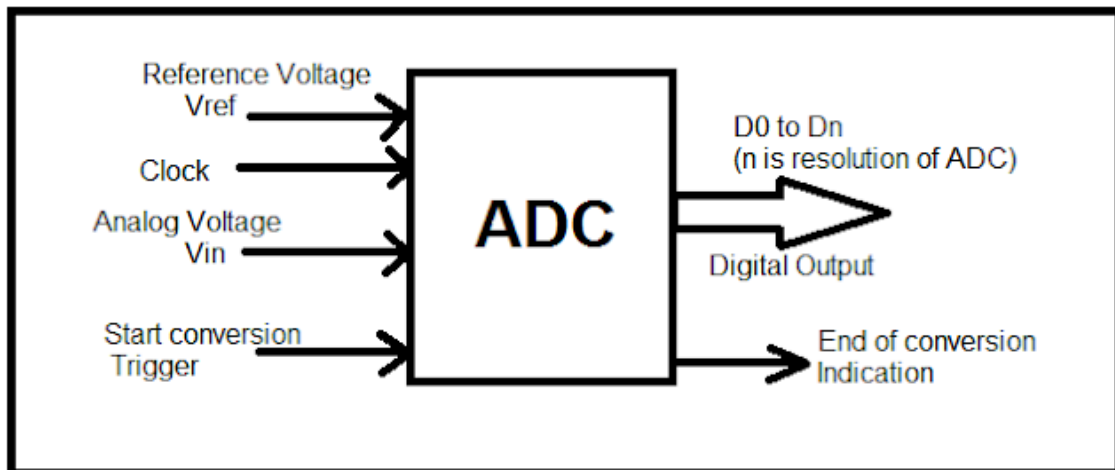 Reference Voltage
Vref
Clock
Analog Voltage
Vin
Start conversion
Trigger
ADC
D0 to Dn
(n is resolution of ADC)
Digital Output
End of conversion
Indication